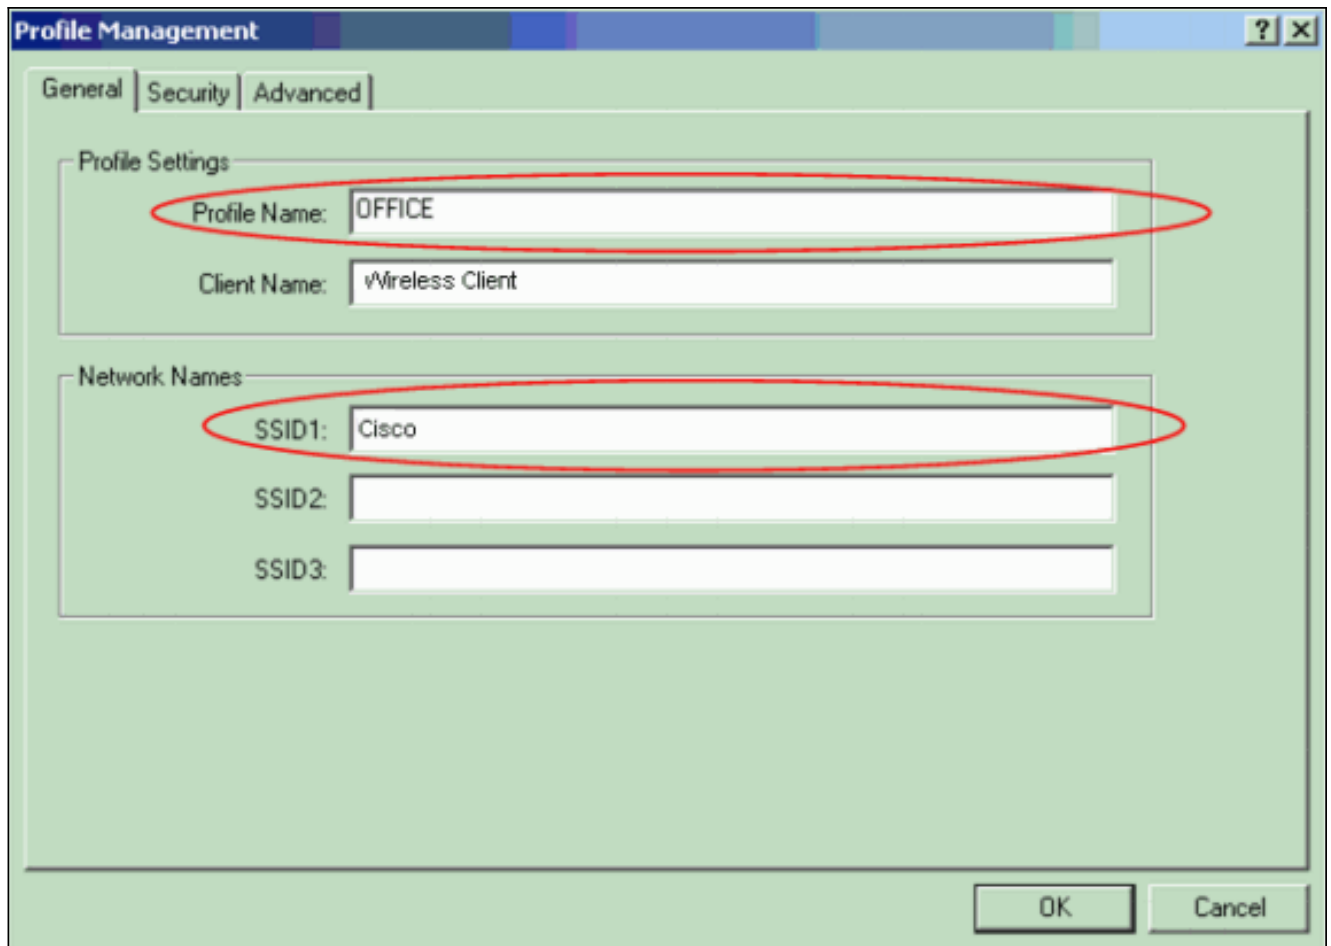 Profile Management
General Security Advanced
Profile Settings
Profile Name: OFFICE
Client Name: Wireless Client
Network Names
SSID1: Cisco
SSID2:
SSID3:
OK Cancel